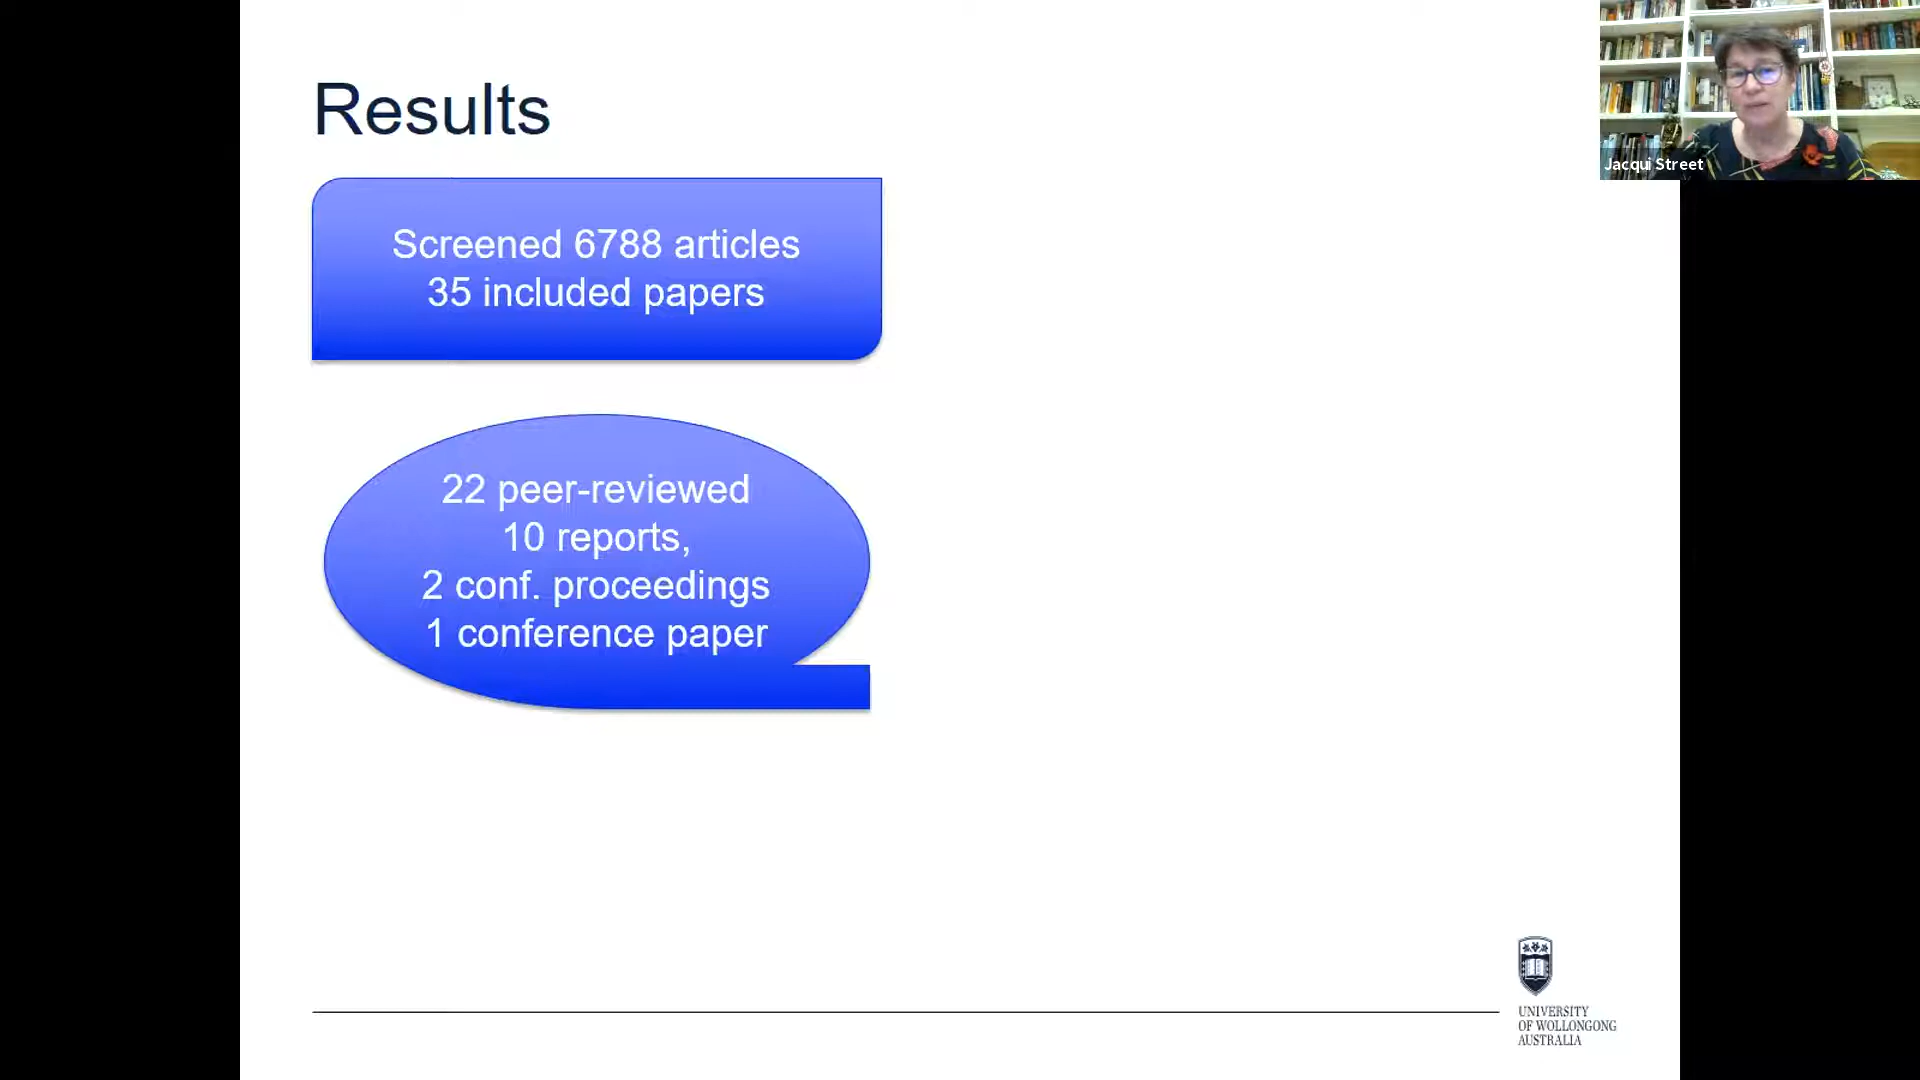 Results
Jacqui Street
Screened 6788 articles
35 included papers
22 peer-reviewed
10 reports,
2 conf. proceedings
1 conference paper
UNIVERSITY
OF WOLLONGONG
AUSTRALIA